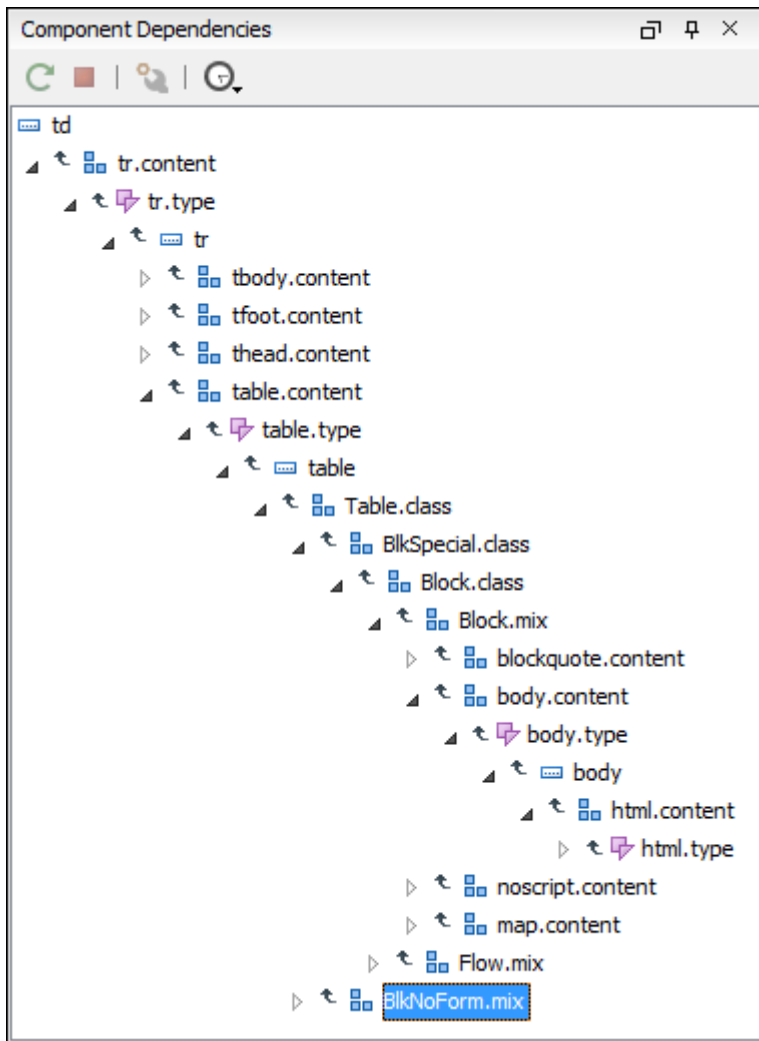 Component Dependencies
td
tr.content
tr.type
tr
tbody.content
tfoot.content
thead.content
table.content
table.type
table
Table.class
BlkSpecial.class
Block.class
Block.mix
blockquote.content
body.content
body.type
body
html.content
html.type
noscript.content
map.content
Flow.mix
BlkNoForm.mix